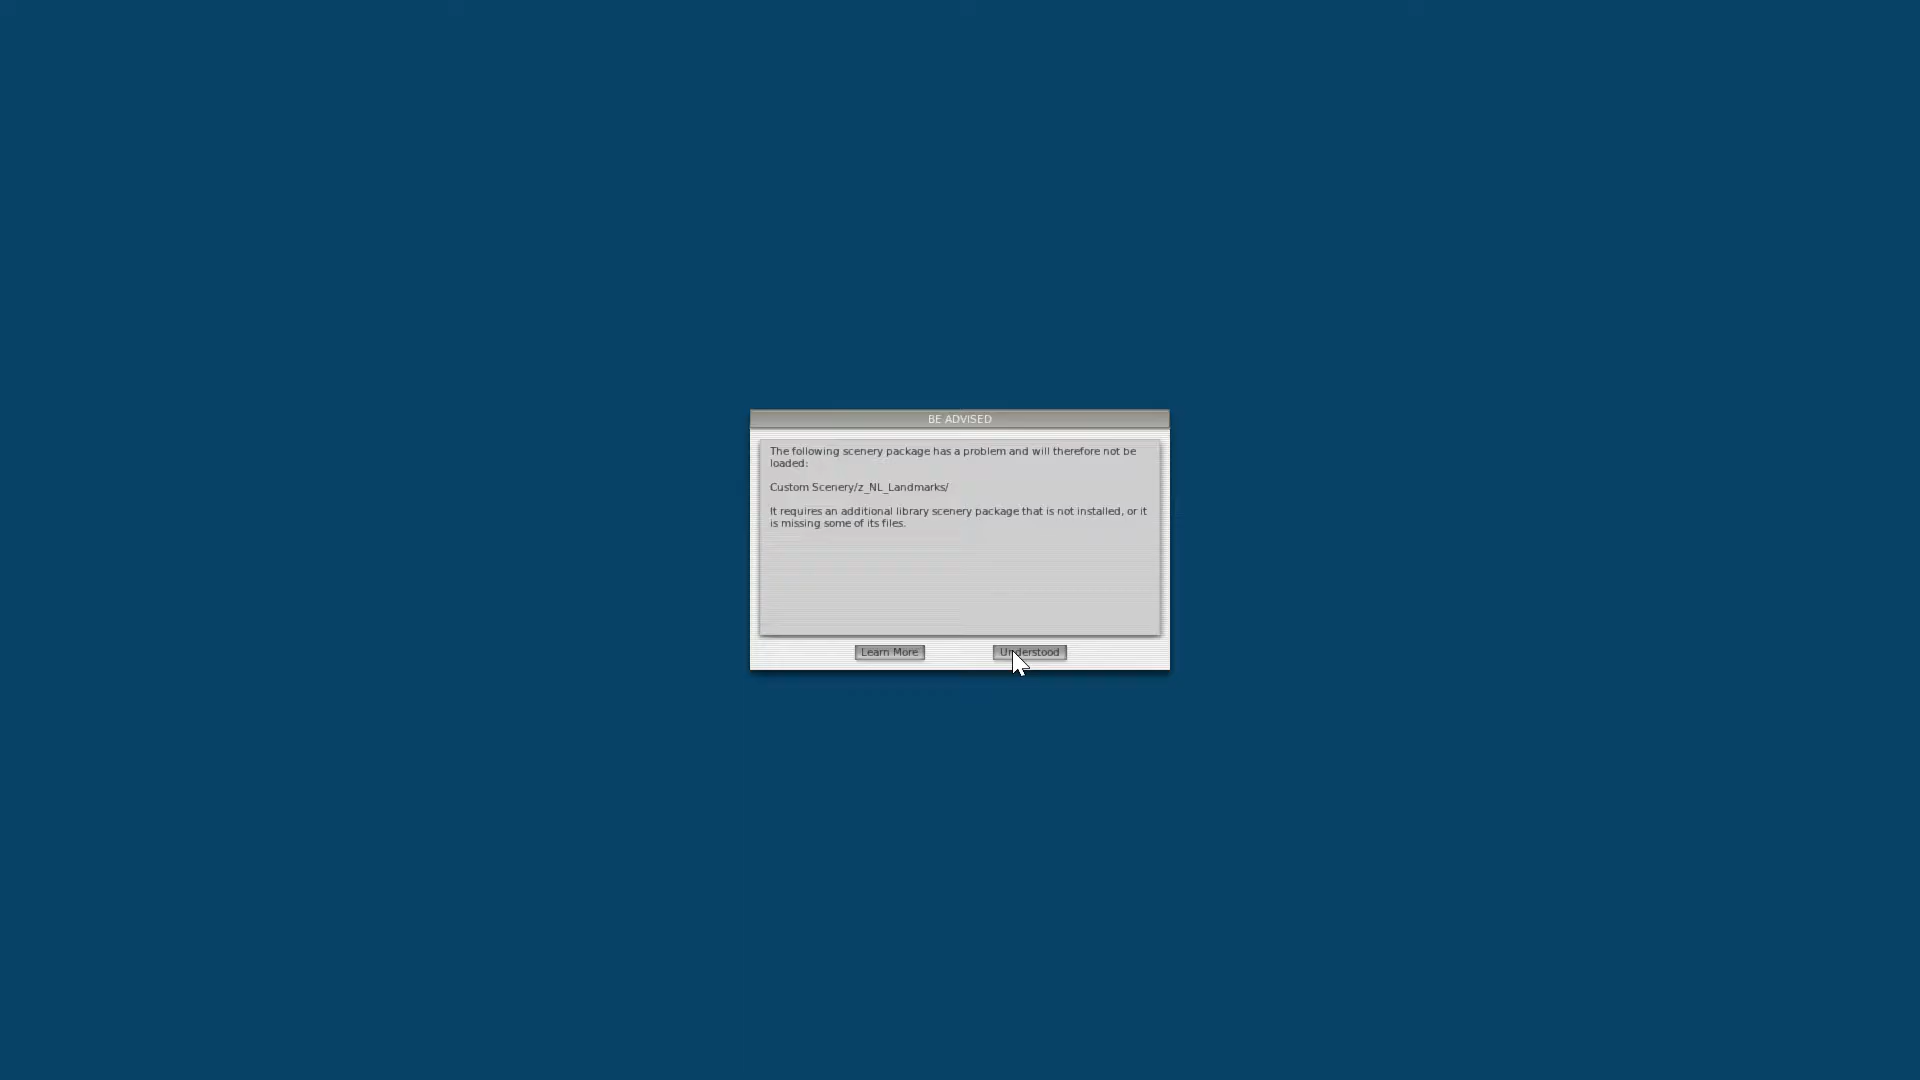 BE ADVISED
The following scenery package has a problem and will therefore not be
loaded:
Custom Scenery/z_NL_Landmarks/
It requires an additional library scenery package that is not installed, or it
is missing some of its files.
Learn More
Understood